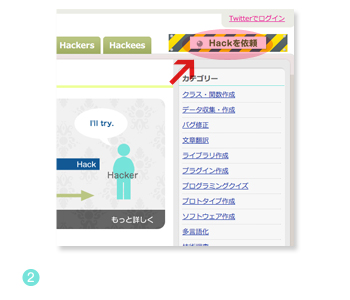 Twitterでログイン
Hackers
Hackees
Hackを依頼
カテゴリー
クラス・関数作成
データ収集・作成
バグ修正
文章翻訳
ライブラリ作成
プラグイン作成
プログラミングクイズ
プロトタイプ作成
ソフトウェア作成
多言語化
I'll try.
Hack
Hacker
もっと詳しく
2